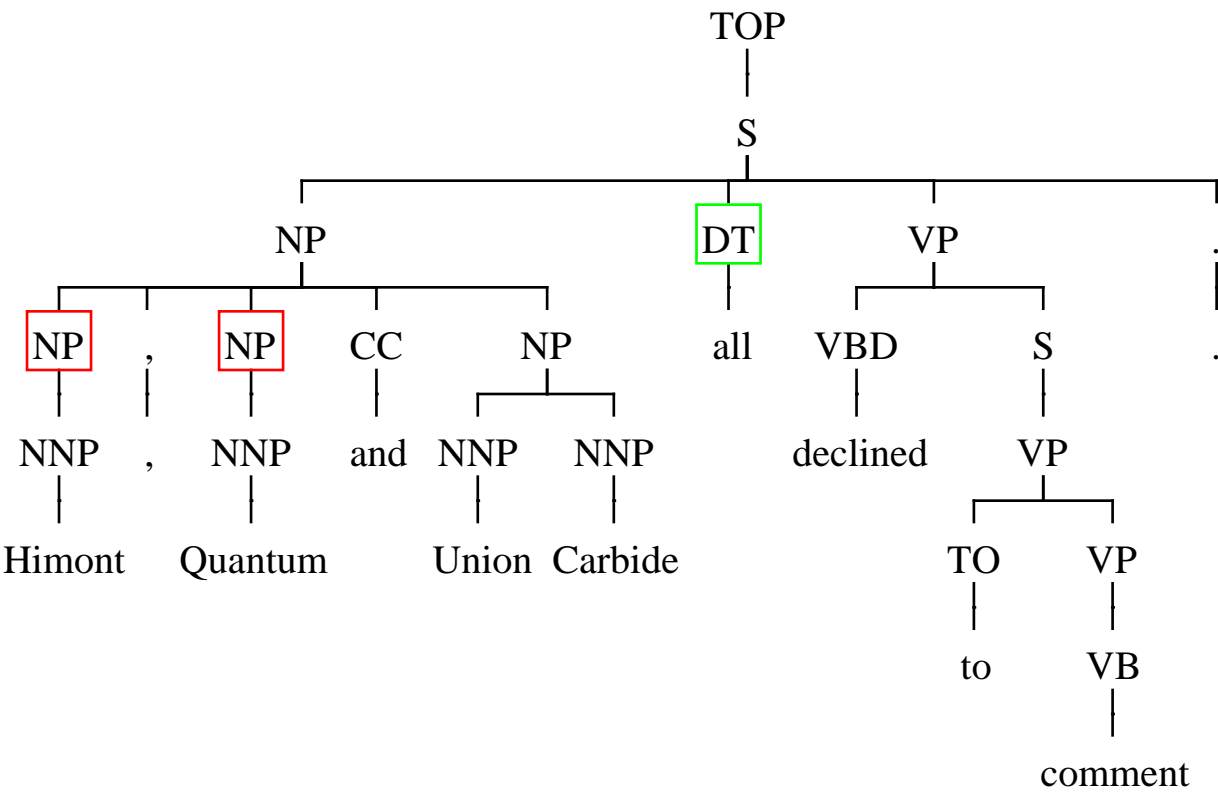 TOP
S
NP DT VP .
NP , NP CC NP all VBD S .
NNP , NNP and NNP NNP declined VP
Himont Quantum Union Carbide TO VP
to VB
comment